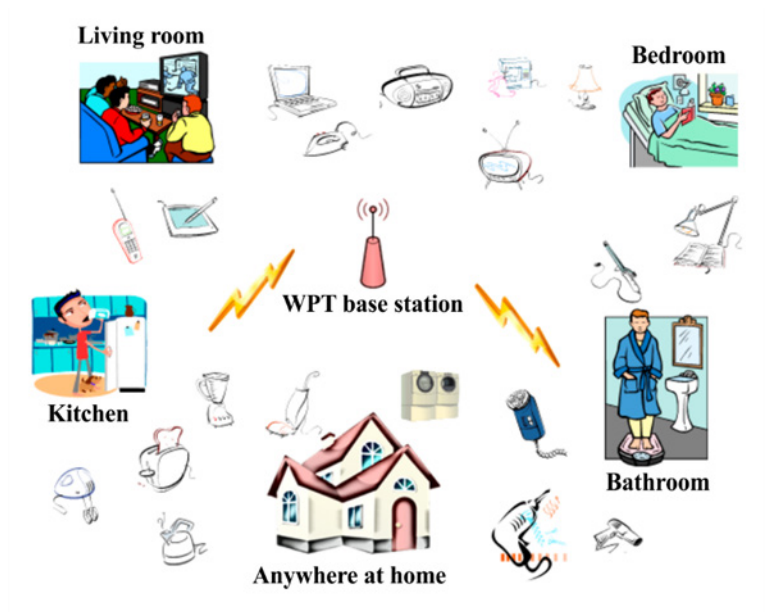 Living room
Bedroom
WPT base station
Kitchen
Bathroom
Anywhere at home